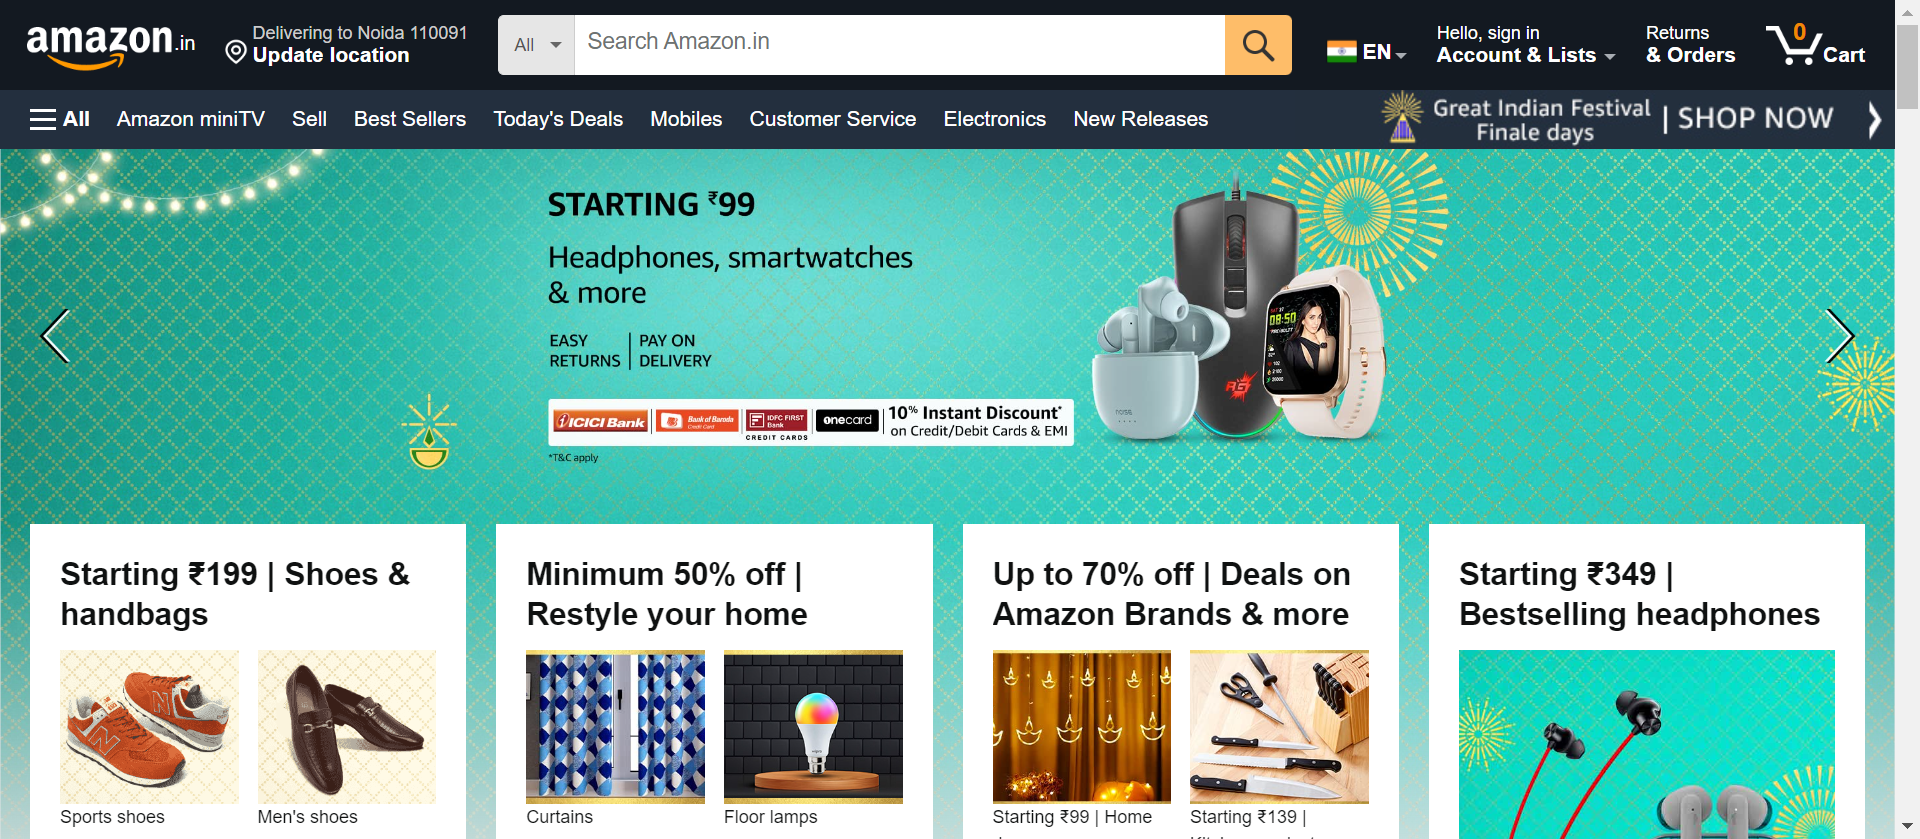 amazon.in
Delivering to Noida 110091
Update location
All
Search Amazon.in
EN
Hello, sign in
Account & Lists
Returns
& Orders
0
Cart
All
Amazon miniTV
Sell
Best Sellers
Today's Deals
Mobiles
Customer Service
Electronics
New Releases
Great Indian Festival
Finale days
| SHOP NOW
STARTING ₹99
Headphones, smartwatches
& more
EASY
RETURNS
PAY ON
DELIVERY
ICICI Bank
Bank of Baroda
Credit Card
IDFC FIRST
Bank
CREDIT CARDS
onecard
10% Instant Discount*
on Credit/Debit Cards & EMI
*T&C apply
noise
RG
08:50
Starting ₹199 | Shoes &
handbags
Sports shoes
Men's shoes
Minimum 50% off |
Restyle your home
Curtains
Floor lamps
Up to 70% off | Deals on
Amazon Brands & more
Starting ₹99 | Home
Starting ₹139 |
Starting ₹349 |
Bestselling headphones